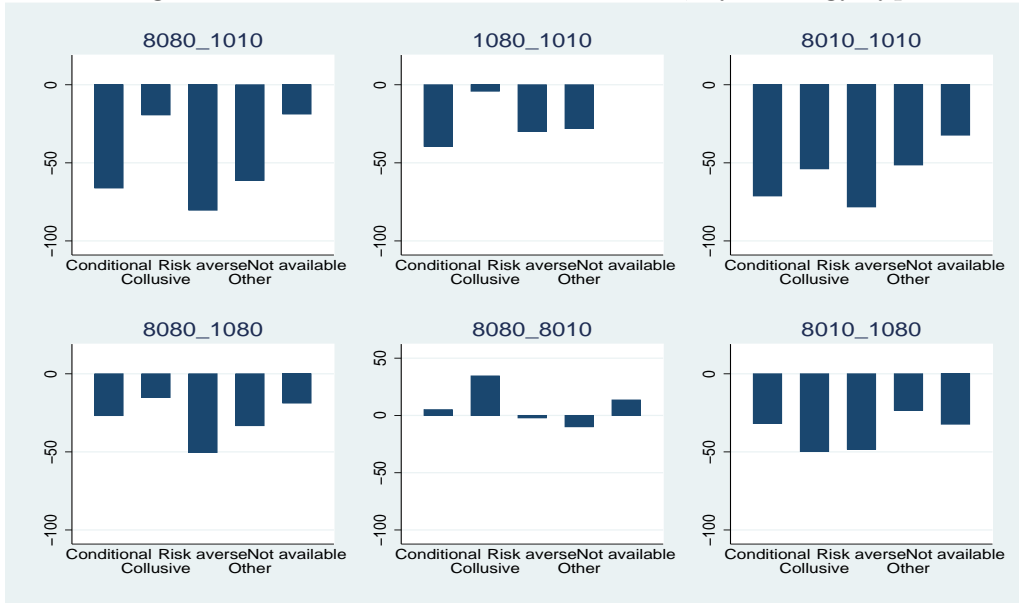 8080_1010
0
−50
−100
Conditional Risk averseNot available
Collusive Other
1080_1010
0
−50
−100
Conditional Risk averseNot available
Collusive Other
8010_1010
0
−50
−100
Conditional Risk averseNot available
Collusive Other
8080_1080
0
−50
−100
Conditional Risk averseNot available
Collusive Other
8080_8010
50
0
−50
−100
Conditional Risk averseNot available
Collusive Other
8010_1080
0
−50
−100
Conditional Risk averseNot available
Collusive Other